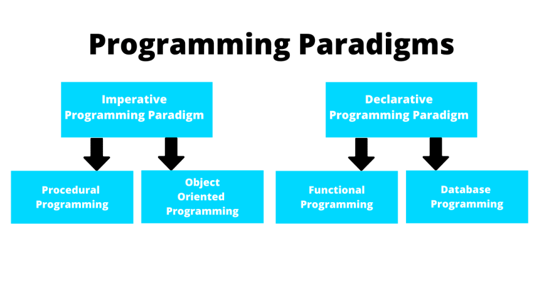 Programming Paradigms
Imperative
Programming Paradigm
Declarative
Programming Paradigm
Procedural
Programming
Object
Oriented
Programming
Functional
Programming
Database
Programming